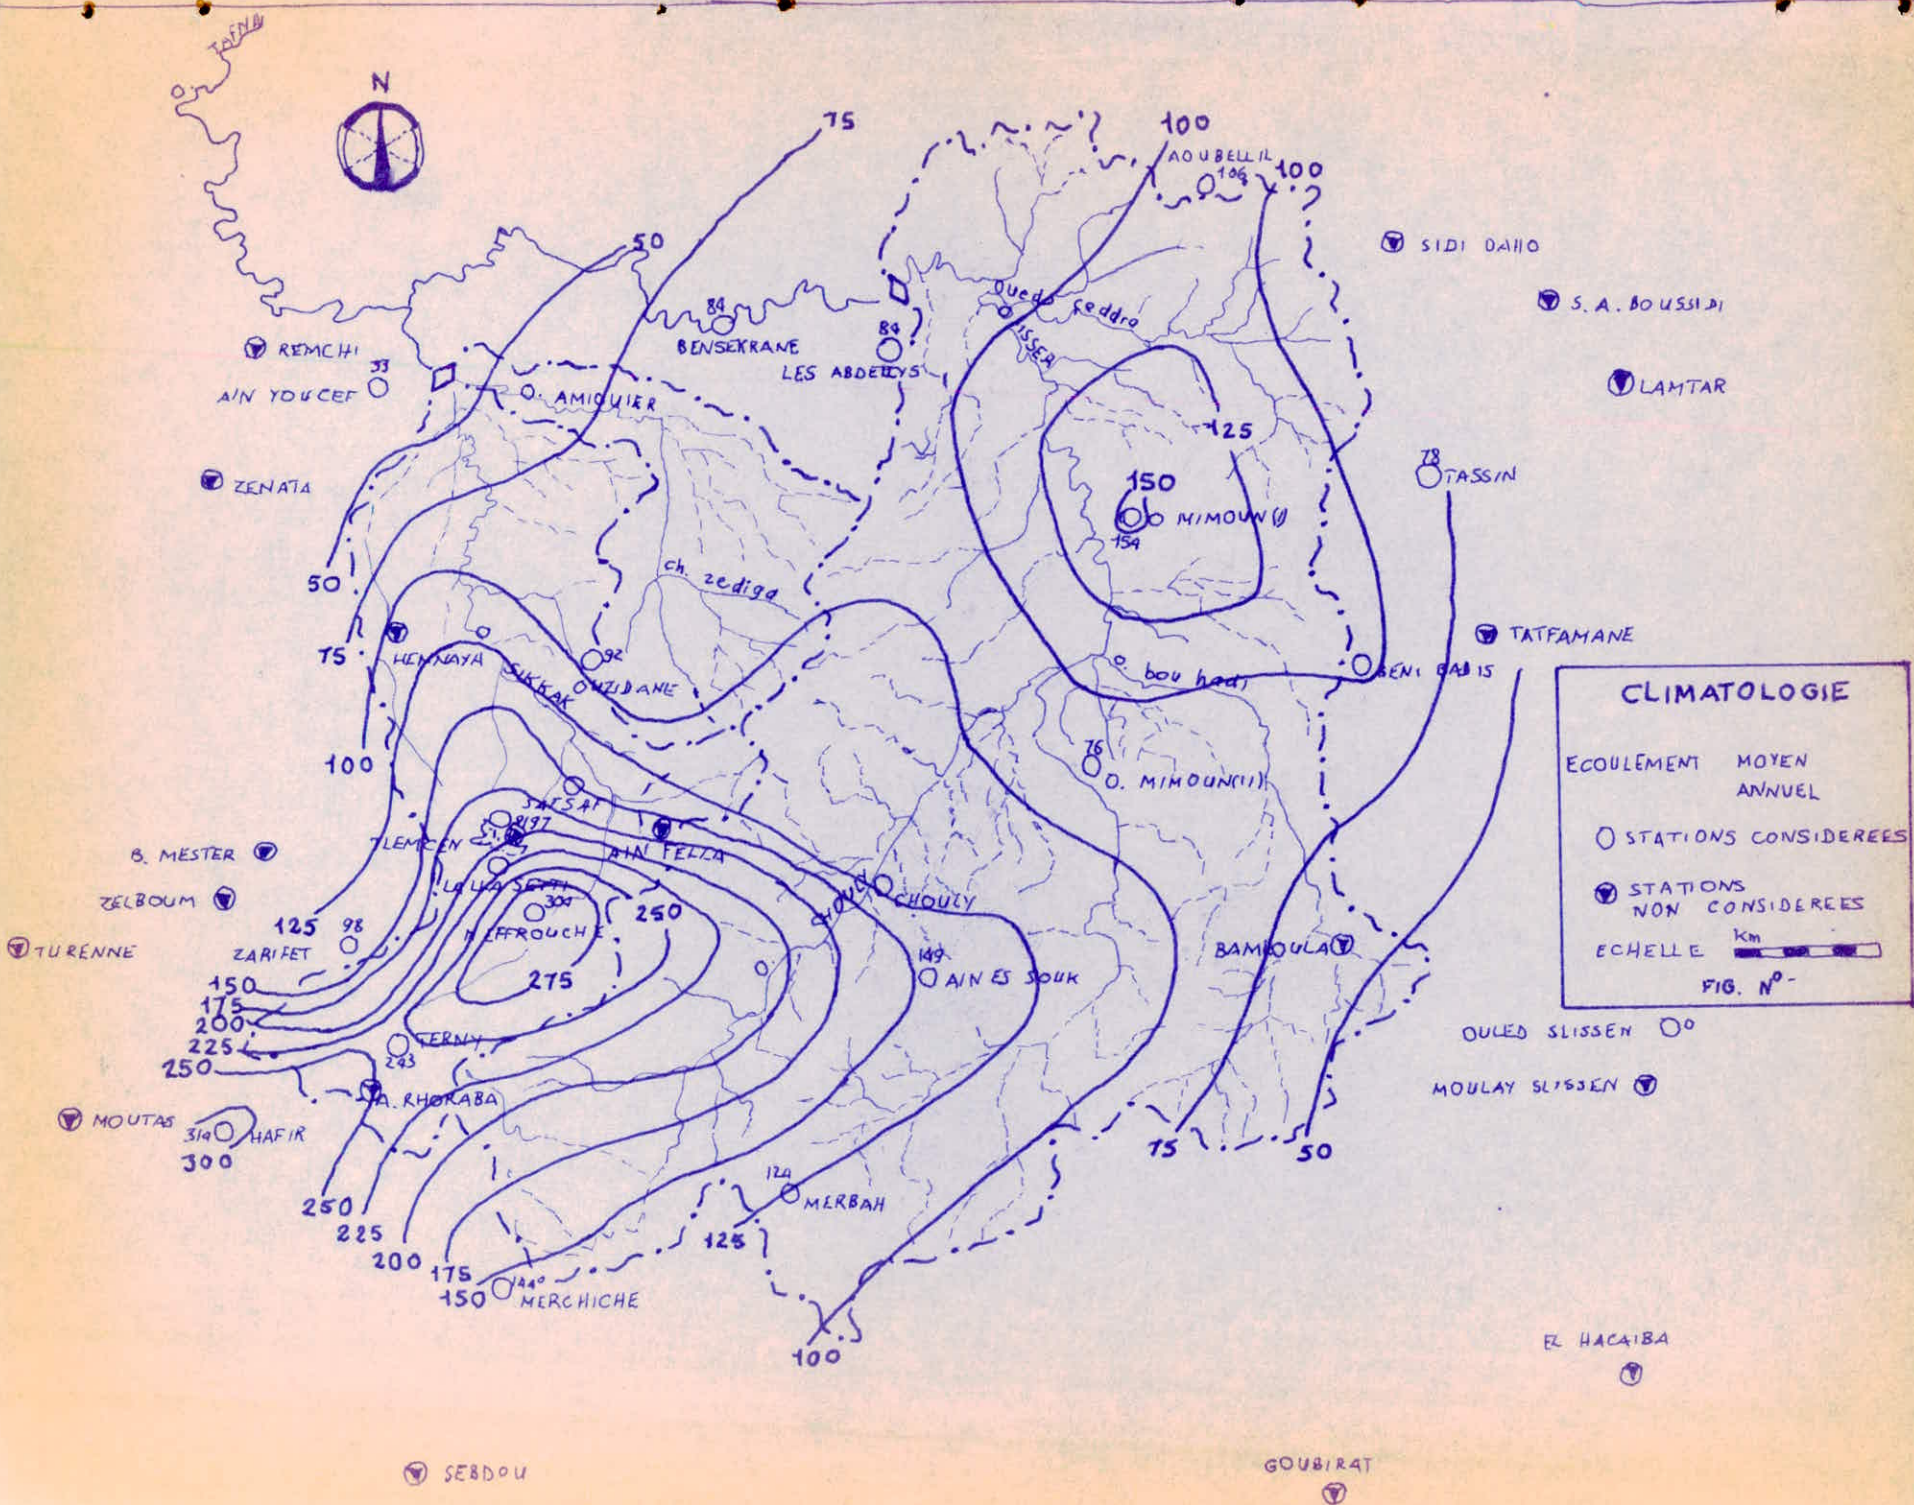 TAFNA
N
75
100
AOUBELLIL
106
100
50
SIDI DAHO
S. A. BOUSSIDI
Oued
Seddra
ISSER
84
BENSEKRANE
84
LES ABDELLYS
REMCHI
33
AIN YOUCEF
O. AMIGUIER
LAMTAR
125
78
TASSIN
150
O MIMOUN(I)
154
ZENATA
50
ch. zediga
75
HENNAYA
SIKKAK
92
OUZIDANE
bou hadi
BENI BADIS
TATFAMANE
CLIMATOLOGIE
ECOULEMENT MOYEN
ANNUEL
STATIONS CONSIDEREES
STATIONS
NON CONSIDEREES
ECHELLE Km
FIG. Nº-
100
76
O. MIMOUN(II)
SAFSAF
197
TLEMCEN
AIN FELLA
B. MESTER
LALLA SETTI
ZELBOUM
CHOULY
CHOULY
304
250
MEFFROUCHE
125
98
ZARIFET
TURENNE
BAMBOULA
149
AIN ES SOUK
275
150
175
200
225
250
TERNY
243
OULED SLISSEN
MOULAY SLISSEN
A. RHORABA
MOUTAS
314
HAFIR
300
75
50
124
MERBAH
250
225
200
125
175
150
144
MERCHICHE
100
EL HACAIBA
SEBDOU
GOUBIRAT